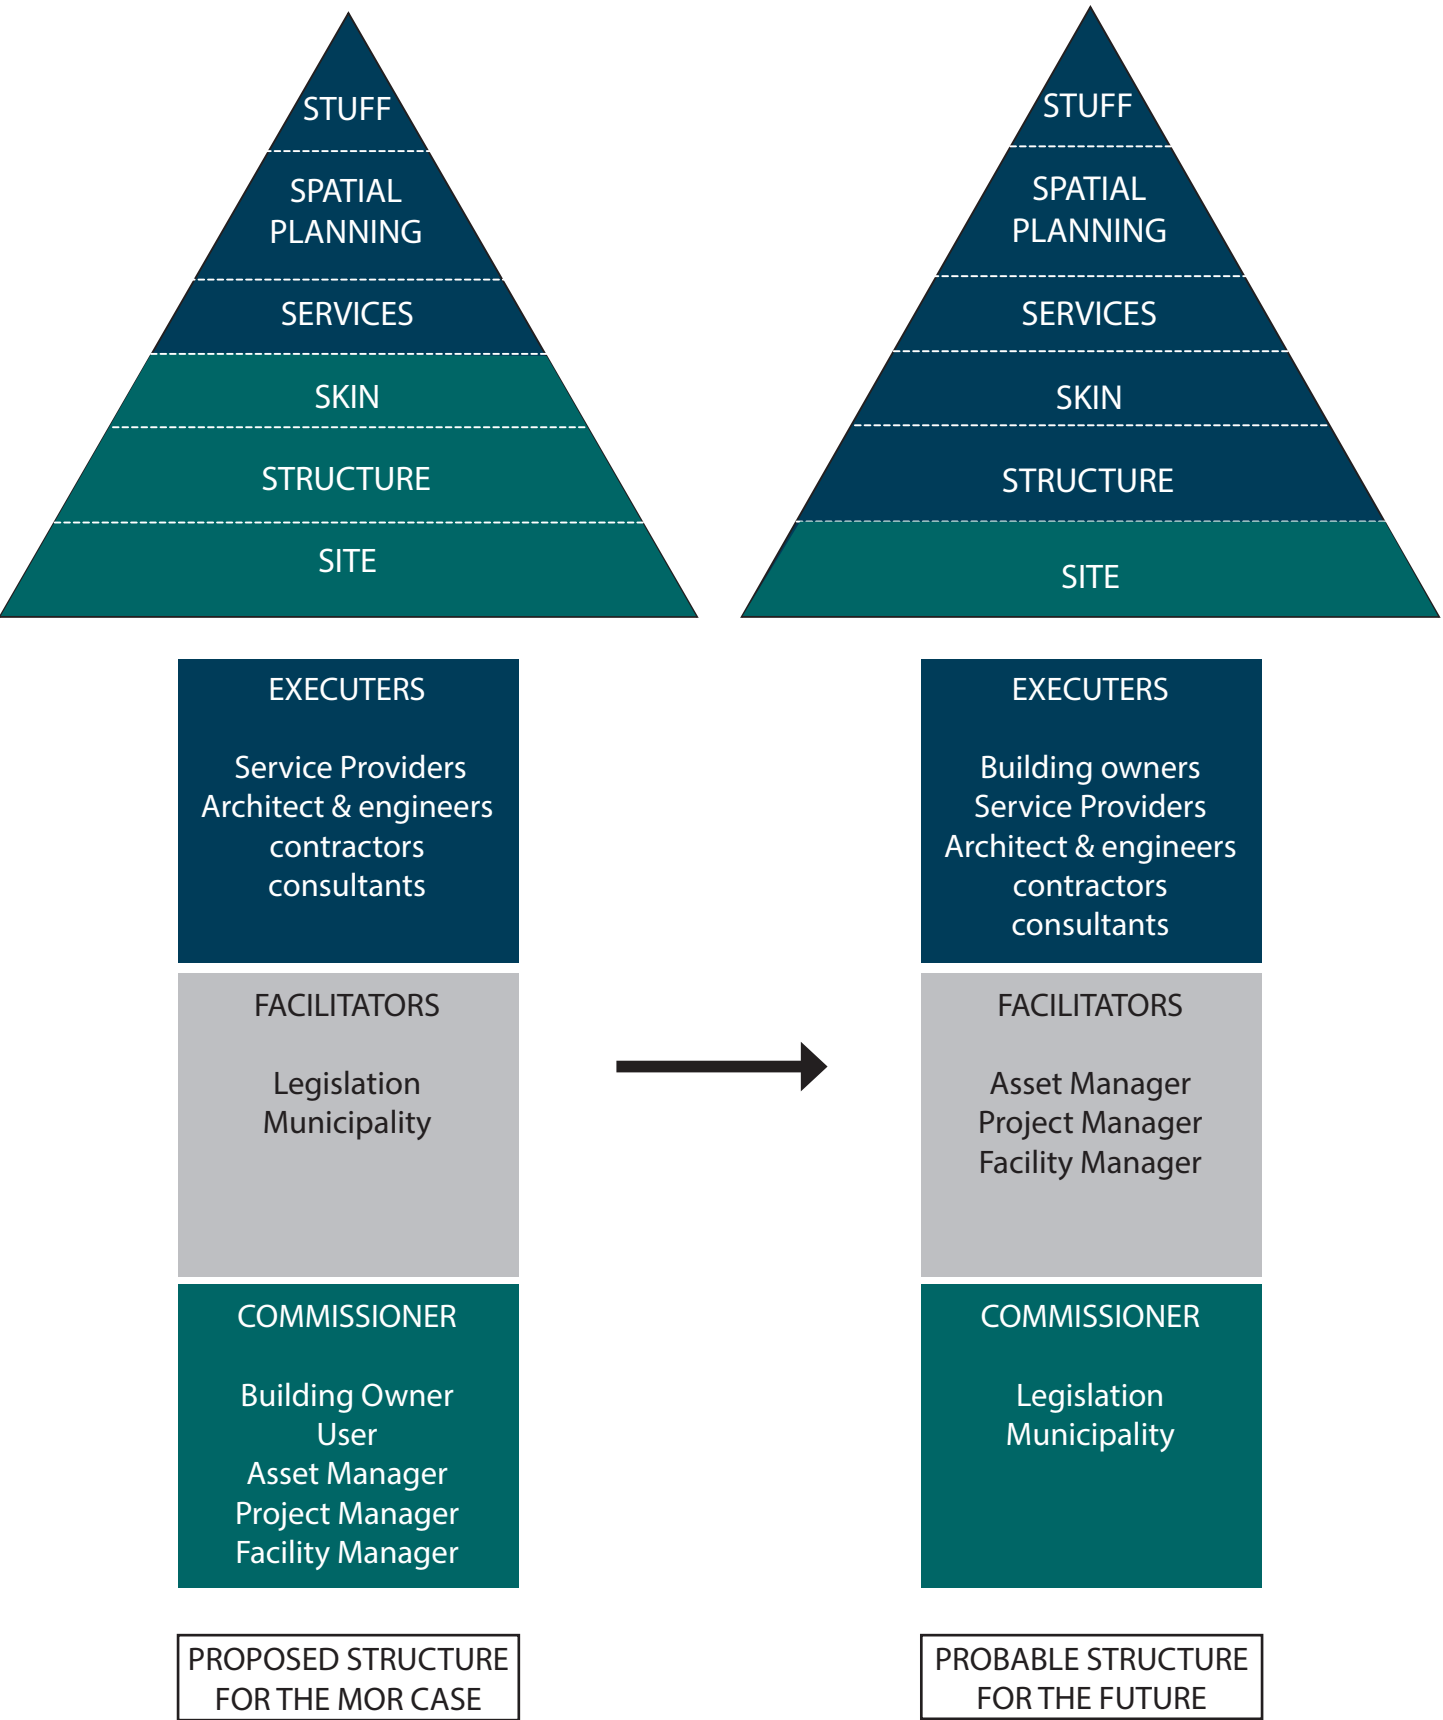 STUFF
SPATIAL
PLANNING
SERVICES
SKIN
STRUCTURE
SITE
EXECUTERS
Service Providers
Architect & engineers
contractors
consultants
FACILITATORS
Legislation
Municipality
COMMISSIONER
Building Owner
User
Asset Manager
Project Manager
Facility Manager
PROPOSED STRUCTURE
FOR THE MOR CASE
STUFF
SPATIAL
PLANNING
SERVICES
SKIN
STRUCTURE
SITE
EXECUTERS
Building owners
Service Providers
Architect & engineers
contractors
consultants
FACILITATORS
Asset Manager
Project Manager
Facility Manager
COMMISSIONER
Legislation
Municipality
PROBABLE STRUCTURE
FOR THE FUTURE